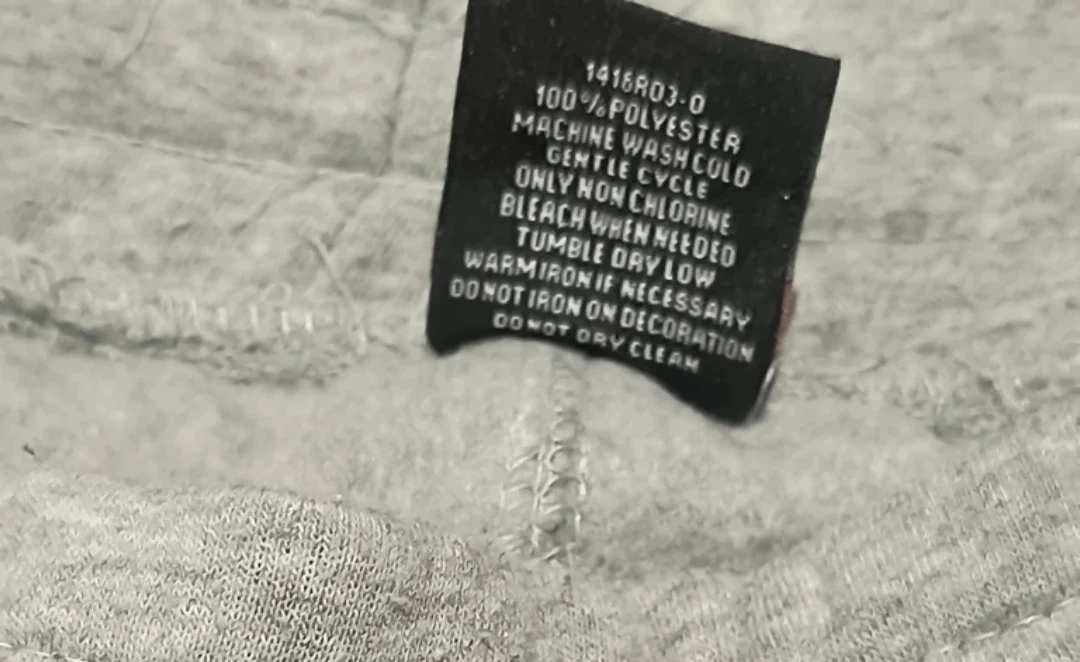 1416R03-0
100% POLYESTER
MACHINE WASH COLD
GENTLE CYCLE
ONLY NON CHLORINE
BLEACH WHEN NEEDED
TUMBLE DRY LOW
WARM IRON IF NECESSARY
DO NOT IRON ON DECORATION
DO NOT DRY CLEAN